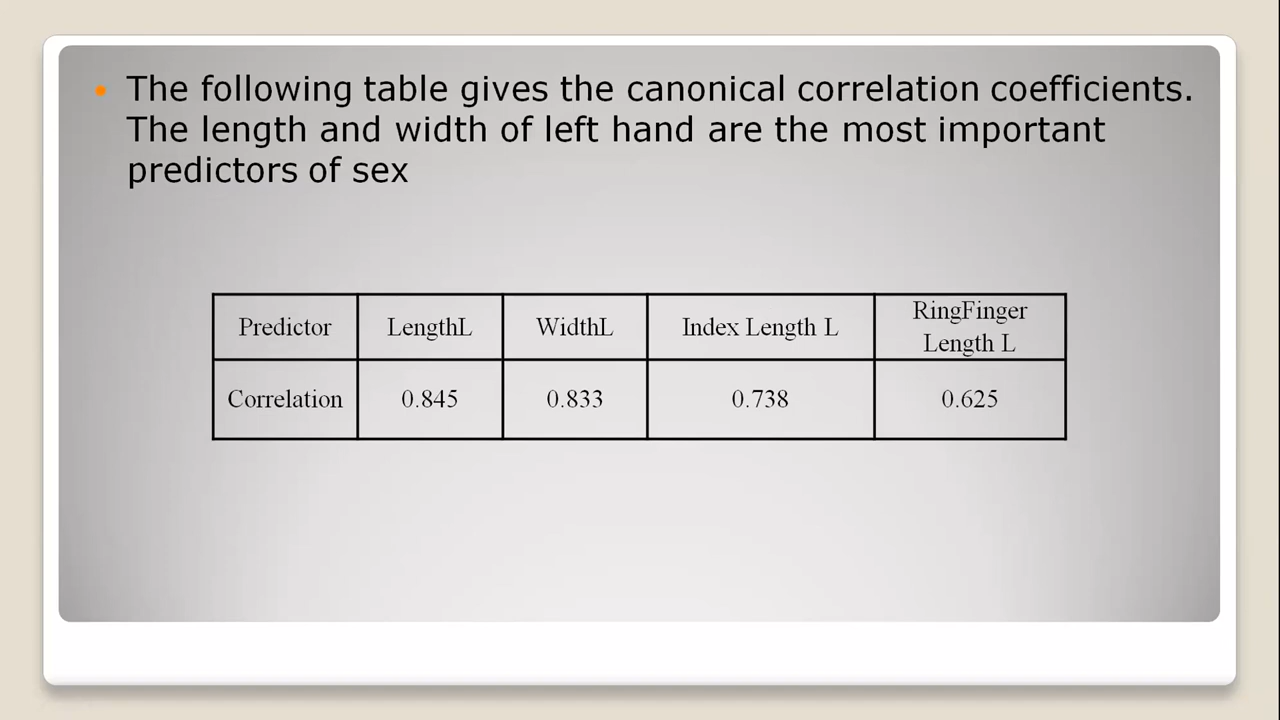 The following table gives the canonical correlation coefficients.
The length and width of left hand are the most important
predictors of sex
Predictor LengthL WidthL Index Length L RingFinger Length L
Correlation 0.845 0.833 0.738 0.625